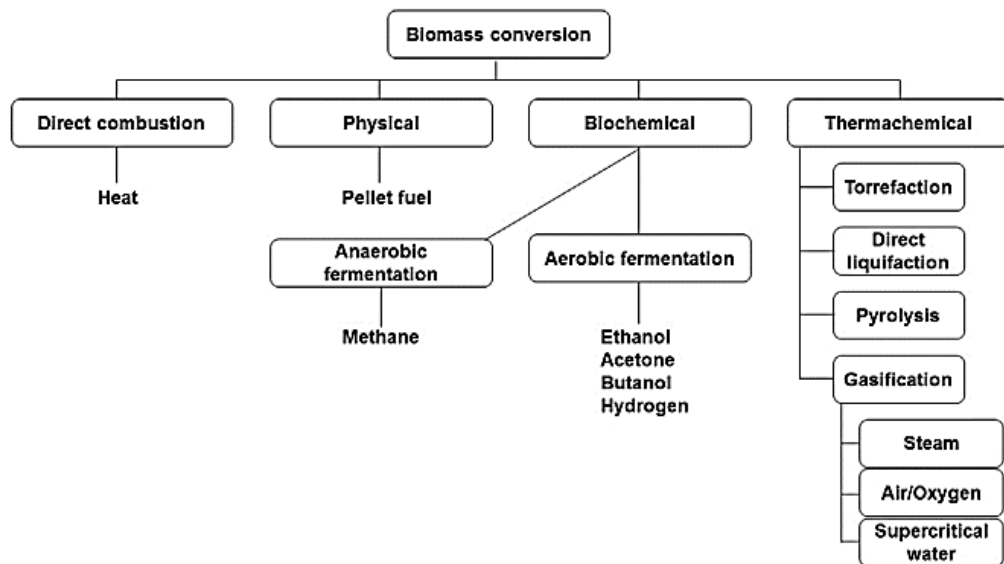 Biomass conversion
Direct combustion
Physical
Biochemical
Thermachemical
Heat
Pellet fuel
Torrefaction
Anaerobic
fermentation
Aerobic fermentation
Direct
liquifaction
Methane
Ethanol
Acetone
Butanol
Hydrogen
Pyrolysis
Gasification
Steam
Air/Oxygen
Supercritical
water